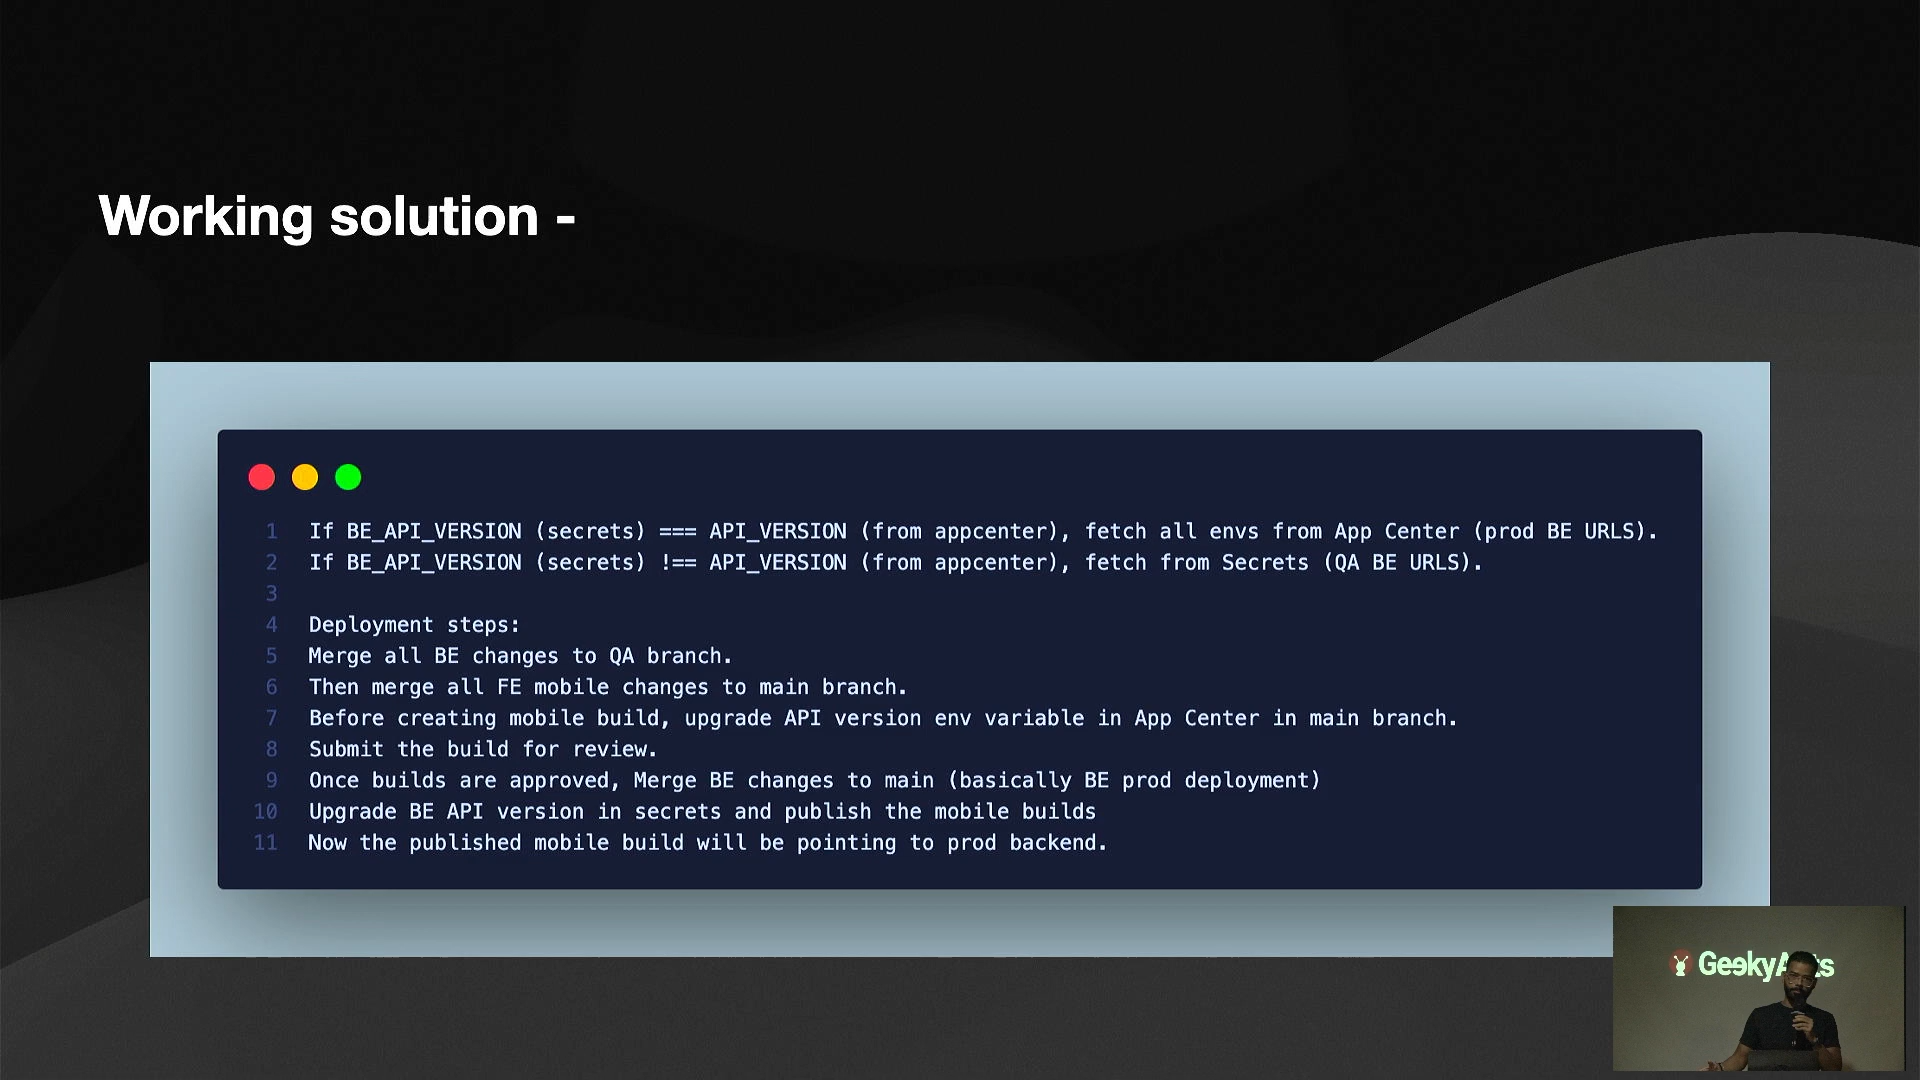 Working solution -
1 If BE_API_VERSION (secrets) === API_VERSION (from appcenter), fetch all envs from App Center (prod BE URLS).
2 If BE_API_VERSION (secrets) !== API_VERSION (from appcenter), fetch from Secrets (QA BE URLS).
3
4 Deployment steps:
5 Merge all BE changes to QA branch.
6 Then merge all FE mobile changes to main branch.
7 Before creating mobile build, upgrade API version env variable in App Center in main branch.
8 Submit the build for review.
9 Once builds are approved, Merge BE changes to main (basically BE prod deployment)
10 Upgrade BE API version in secrets and publish the mobile builds
11 Now the published mobile build will be pointing to prod backend.